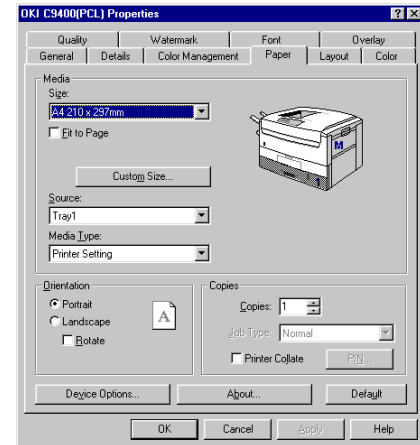 OKI C9400(PCL) Properties
Quality Watermark Font Overlay
General Details Color Management Paper Layout Color
Media
Size:
A4 210 x 297mm
Fit to Page
Custom Size...
Source:
Tray1
Media Type:
Printer Setting
M
1
Orientation
Portrait
Landscape
Rotate
A
Copies
Copies: 1
Job Type: Normal
Printer Collate PIN...
Device Options... About... Default
OK Cancel Apply Help